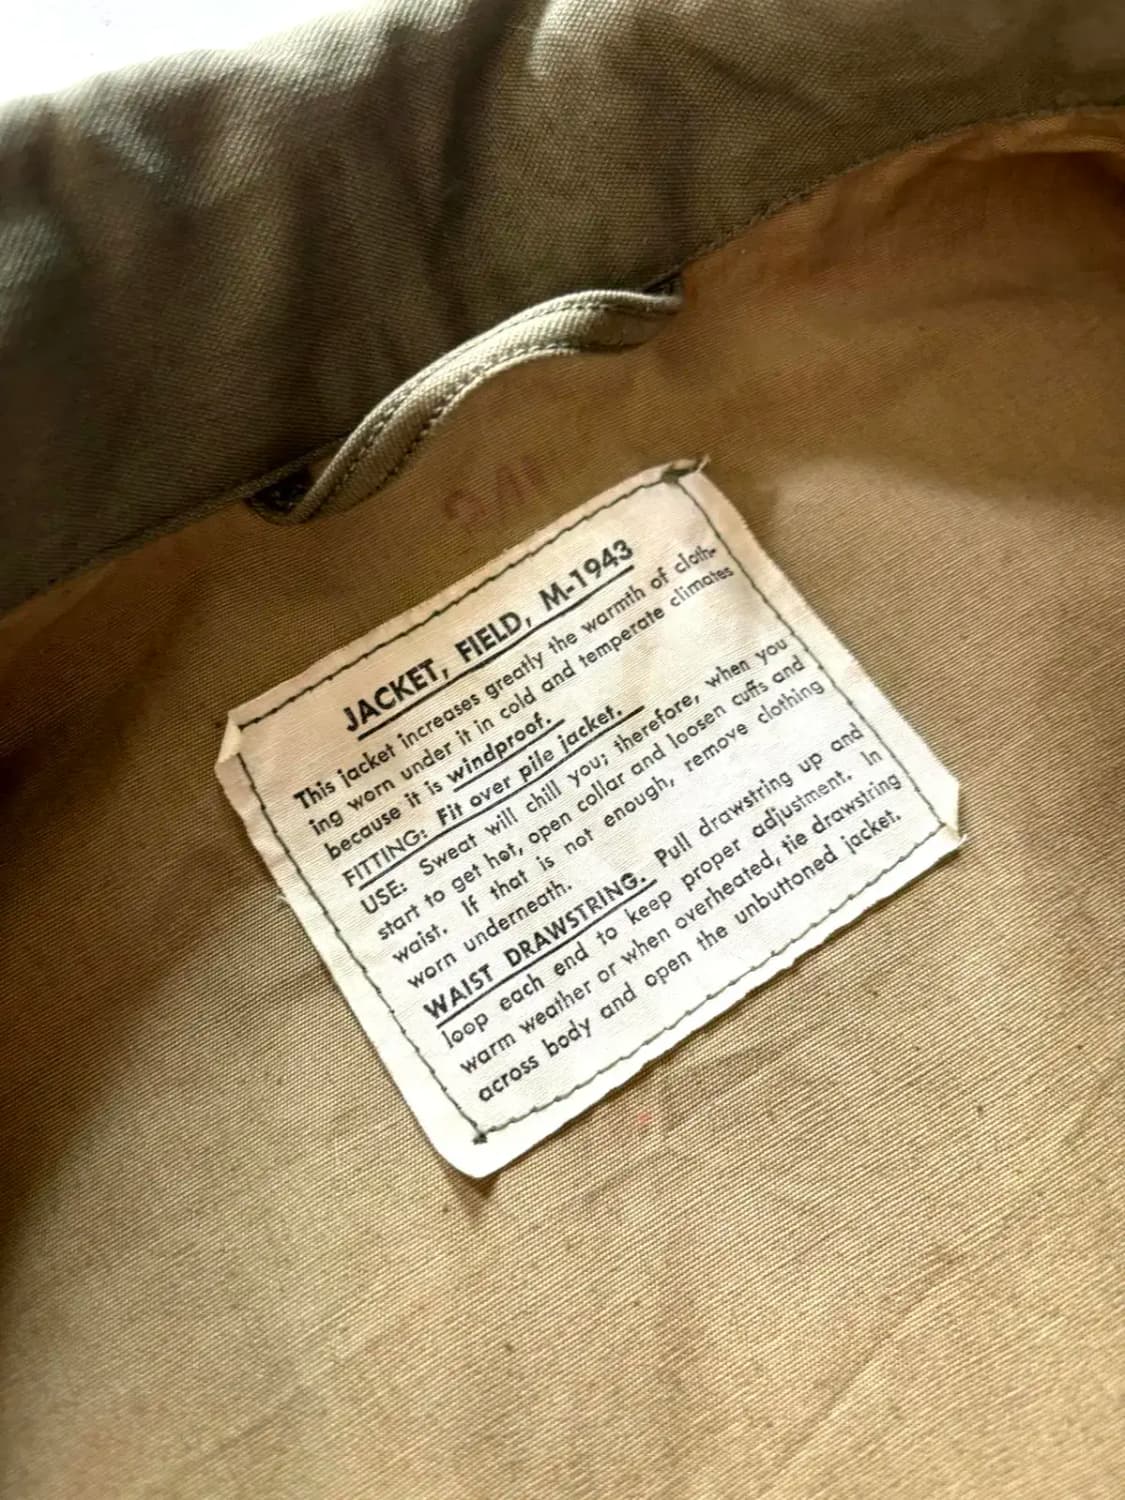 JACKET, FIELD, M-1943
This jacket increases greatly the warmth of cloth-
ing worn under it in cold and temperate climates
because it is windproof.
FITTING: Fit over pile jacket.
USE: Sweat will chill you; therefore, when you
start to get hot, open collar and loosen cuffs and
waist. If that is not enough, remove clothing
worn underneath.
WAIST DRAWSTRING. Pull drawstring up and
loop each end to keep proper adjustment. In
warm weather or when overheated, tie drawstring
across body and open the unbuttoned jacket.